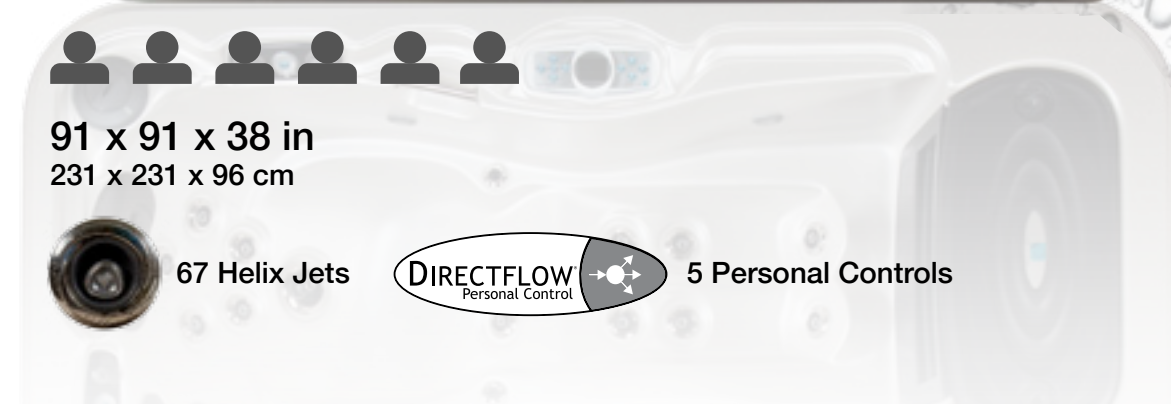 91 x 91 x 38 in
231 x 231 x 96 cm
67 Helix Jets
DIRECTFLOW
Personal Control
5 Personal Controls